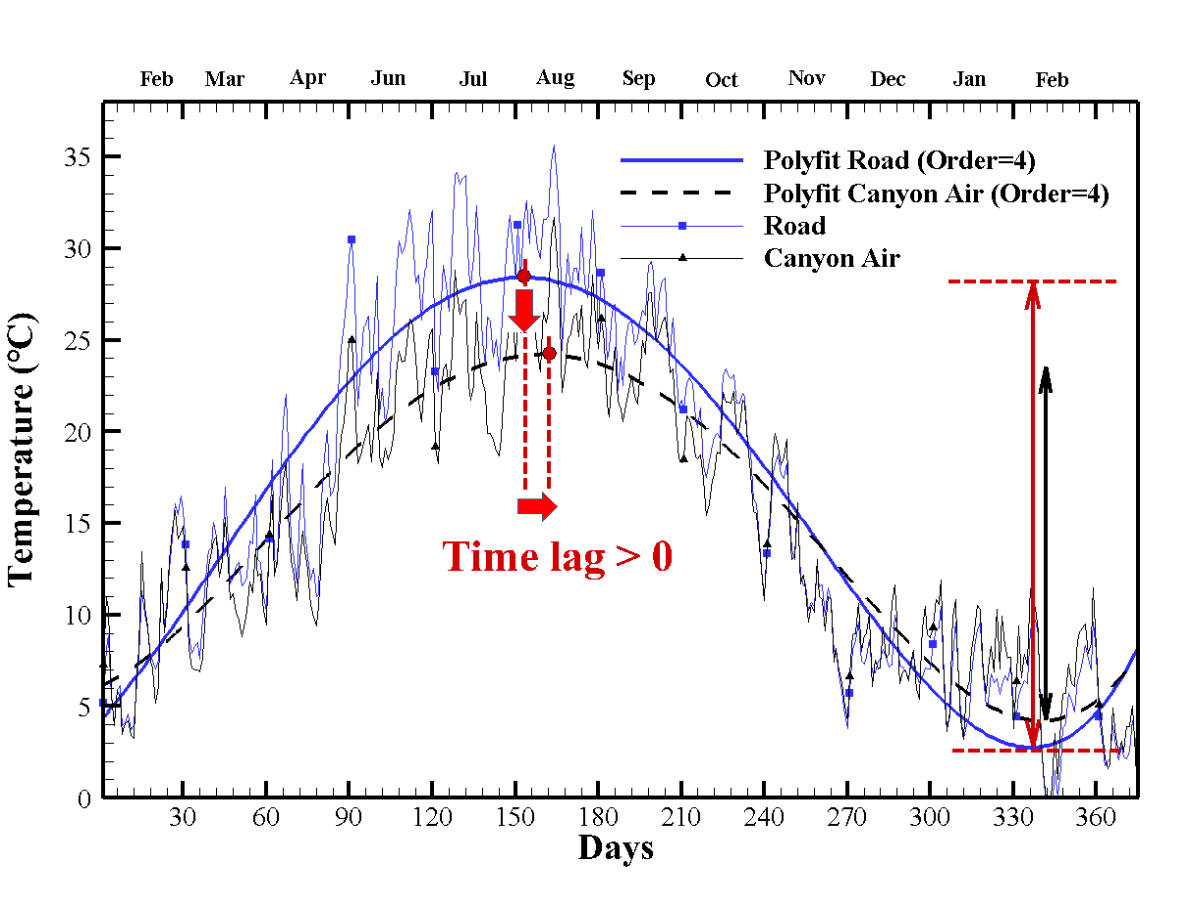 Feb Mar Apr Jun Jul Aug Sep Oct Nov Dec Jan Feb
Polyfit Road (Order=4)
Polyfit Canyon Air (Order=4)
Road
Canyon Air
35
30
25
20
15
10
5
0
Temperature (°C)
Time lag > 0
30 60 90 120 150 180 210 240 270 300 330 360
Days